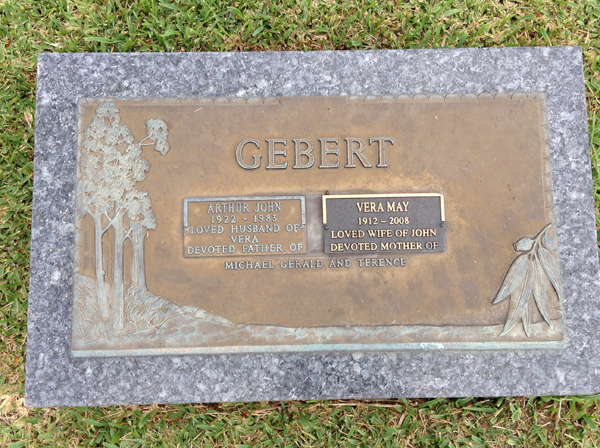 GEBERT
ARTHUR JOHN
1922 - 1983
LOVED HUSBAND OF
VERA
DEVOTED FATHER OF
VERA MAY
1912 – 2008
LOVED WIFE OF JOHN
DEVOTED MOTHER OF
MICHAEL GERALD AND TERENCE